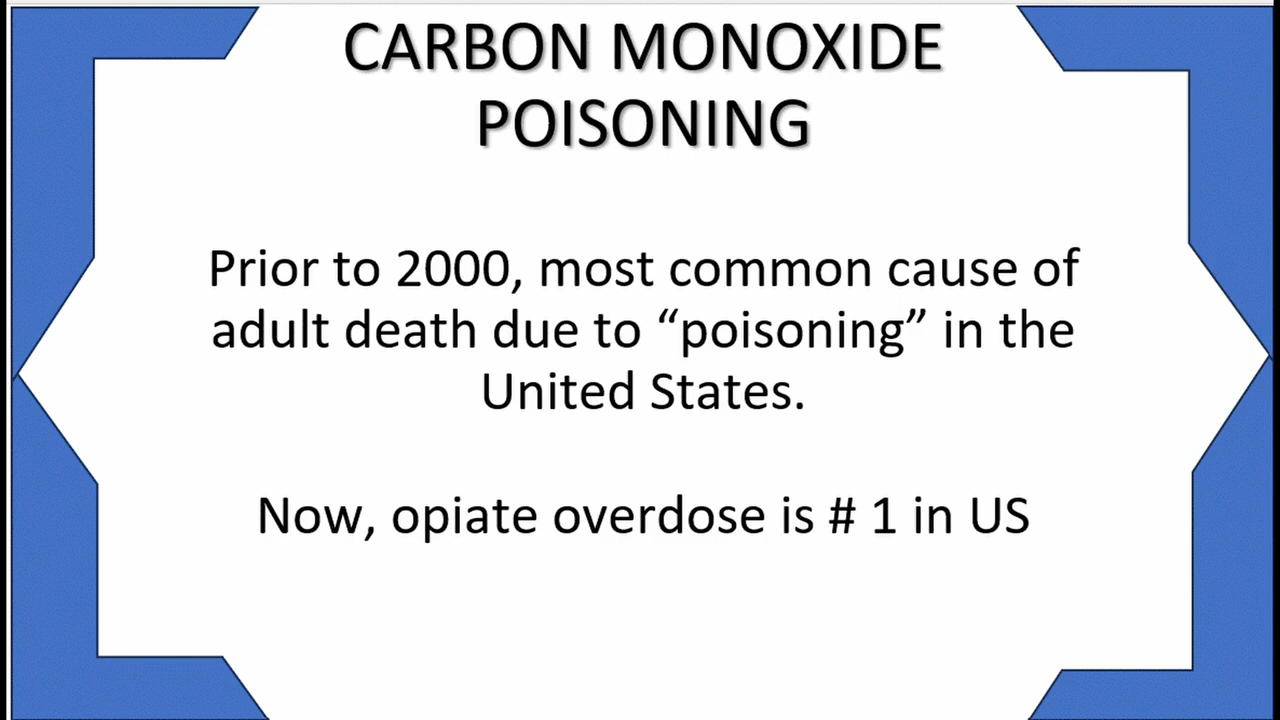 CARBON MONOXIDE
POISONING
Prior to 2000, most common cause of
adult death due to “poisoning” in the
United States.
Now, opiate overdose is # 1 in US